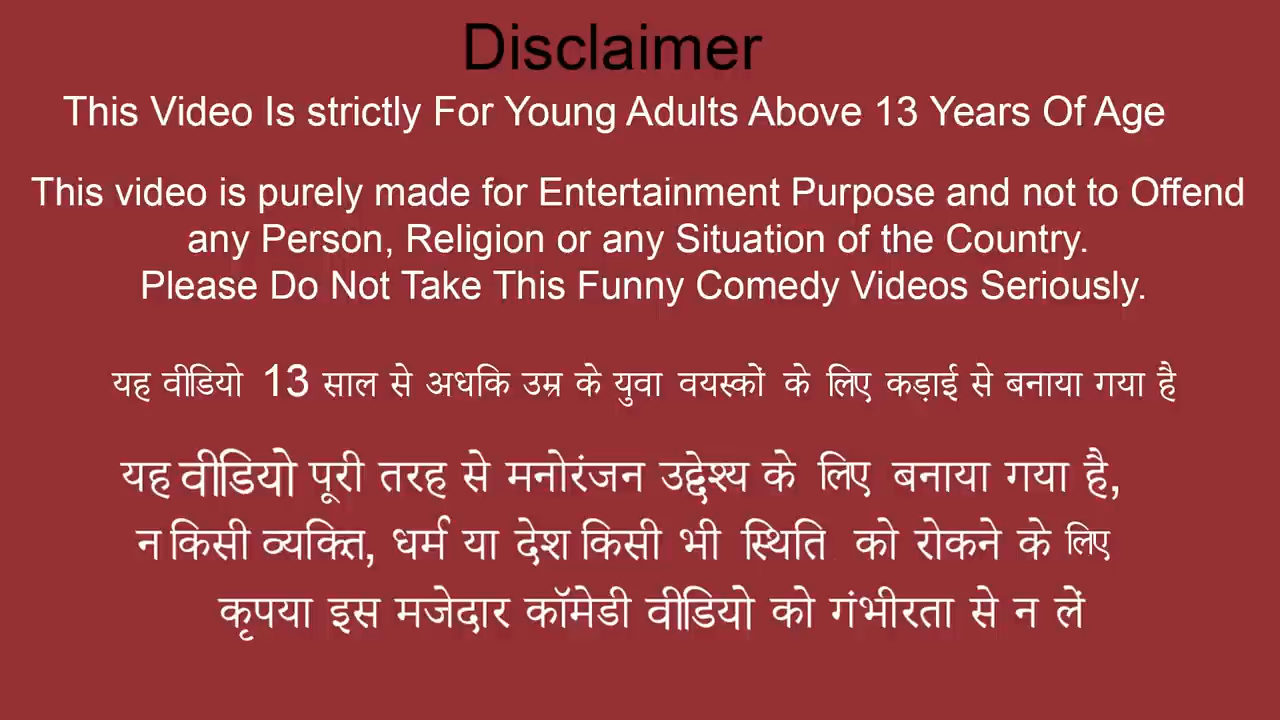 Disclaimer
This Video Is strictly For Young Adults Above 13 Years Of Age
This video is purely made for Entertainment Purpose and not to Offend
any Person, Religion or any Situation of the Country.
Please Do Not Take This Funny Comedy Videos Seriously.
यह वीडियो 13 साल से अधकि उम्र के युवा वयस्कों के लिए कड़ाई से बनाया गया है
यह वीडियो पूरी तरह से मनोरंजन उद्देश्य के लिए बनाया गया है,
न किसी व्यक्ति, धर्म या देश किसी भी स्थिति को रोकने के लिए
कृपया इस मजेदार कॉमेडी वीडियो को गंभीरता से न लें